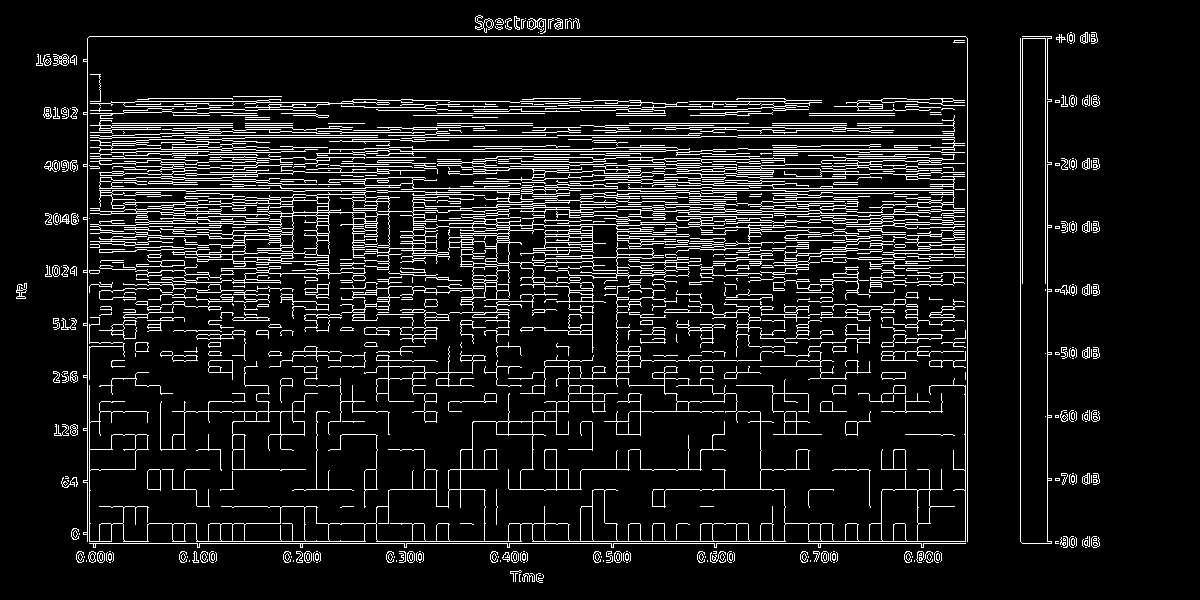 Spectrogram
16384
8192
4096
2048
1024
512
256
128
64
0
Hz
0.000 0.100 0.200 0.300 0.400 0.500 0.600 0.700 0.800
Time
+0 dB
-10 dB
-20 dB
-30 dB
-40 dB
-50 dB
-60 dB
-70 dB
-80 dB